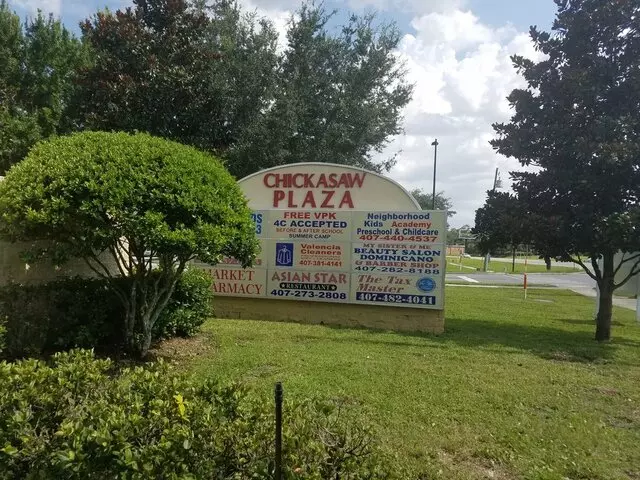 CHICKASAW
PLAZA
FREE VPK
4C ACCEPTED
BEFORE & AFTER SCHOOL
SUMMER CAMP
Neighborhood
Kids Academy
Preschool & Childcare
407-440-4537
Valencia
Cleaners
407-381-4141
MY SISTER & ME
BEAUTY SALON
DOMINICANO
& BARBER SHOP
407-282-8188
MARKET
ASIAN STAR
RESTAURANT
407-273-2808
The Tax
Master
407-482-4041